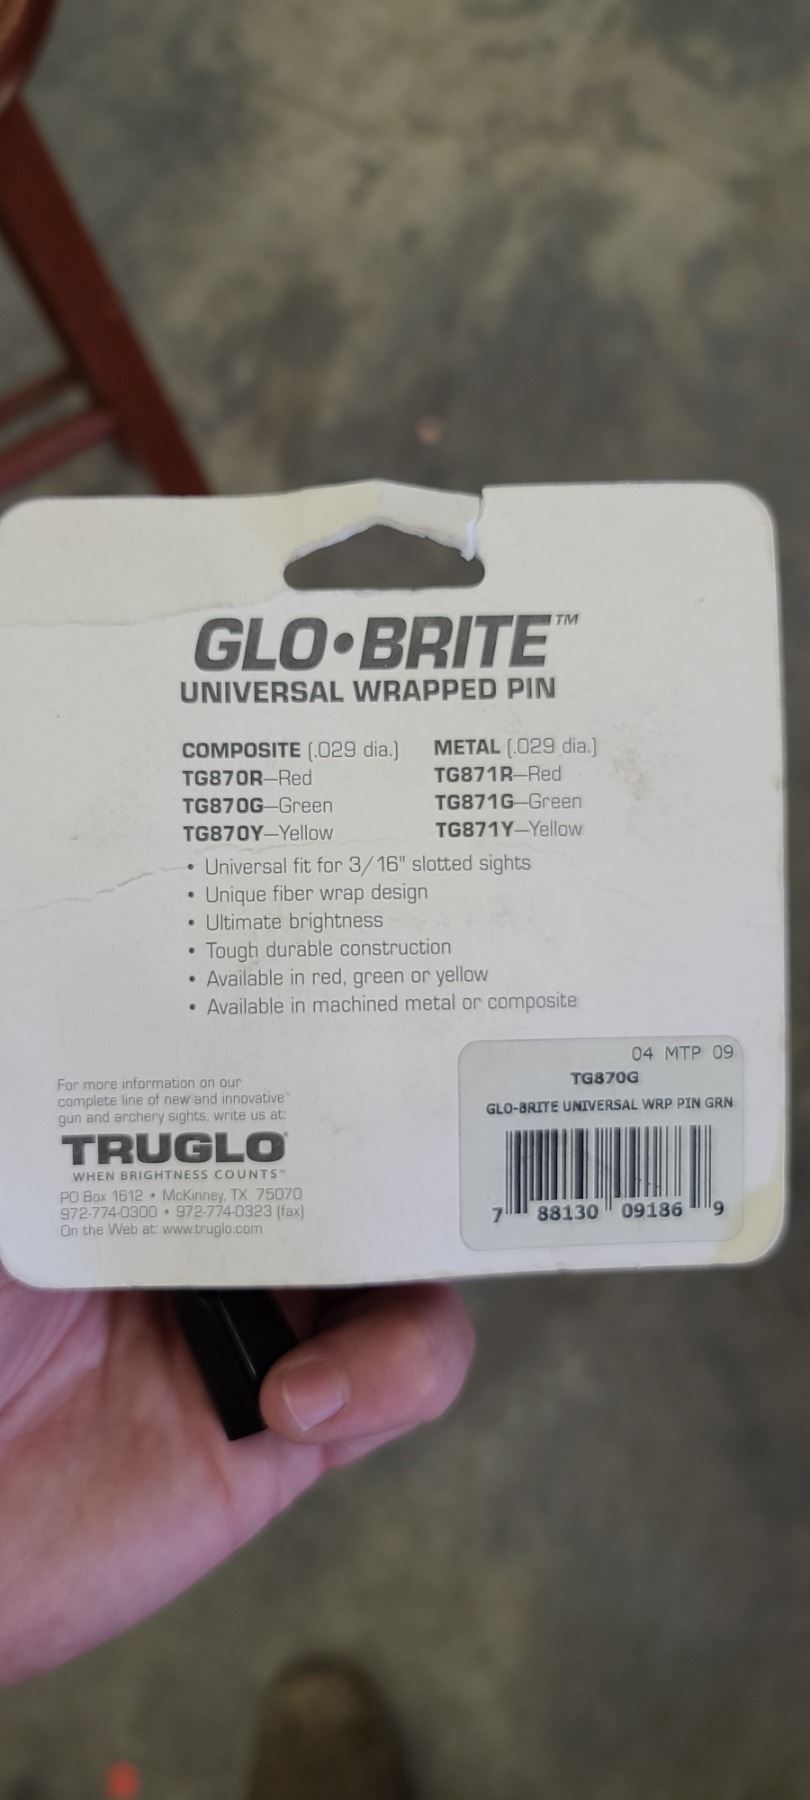 GLO•BRITE™
UNIVERSAL WRAPPED PIN
COMPOSITE (.029 dia.)
TG870R—Red
TG870G—Green
TG870Y—Yellow
METAL (.029 dia.)
TG871R—Red
TG871G—Green
TG871Y—Yellow
• Universal fit for 3/16" slotted sights
• Unique fiber wrap design
• Ultimate brightness
• Tough durable construction
• Available in red, green or yellow
• Available in machined metal or composite
For more information on our
complete line of new and innovative
gun and archery sights, write us at:
TRUGLO®
WHEN BRIGHTNESS COUNTS™
PO Box 1612 • McKinney, TX 75070
972-774-0300 • 972-774-0323 (fax)
On the Web at: www.truglo.com
04 MTP 09
TG870G
GLO-BRITE UNIVERSAL WRP PIN GRN
7 88130 09186 9